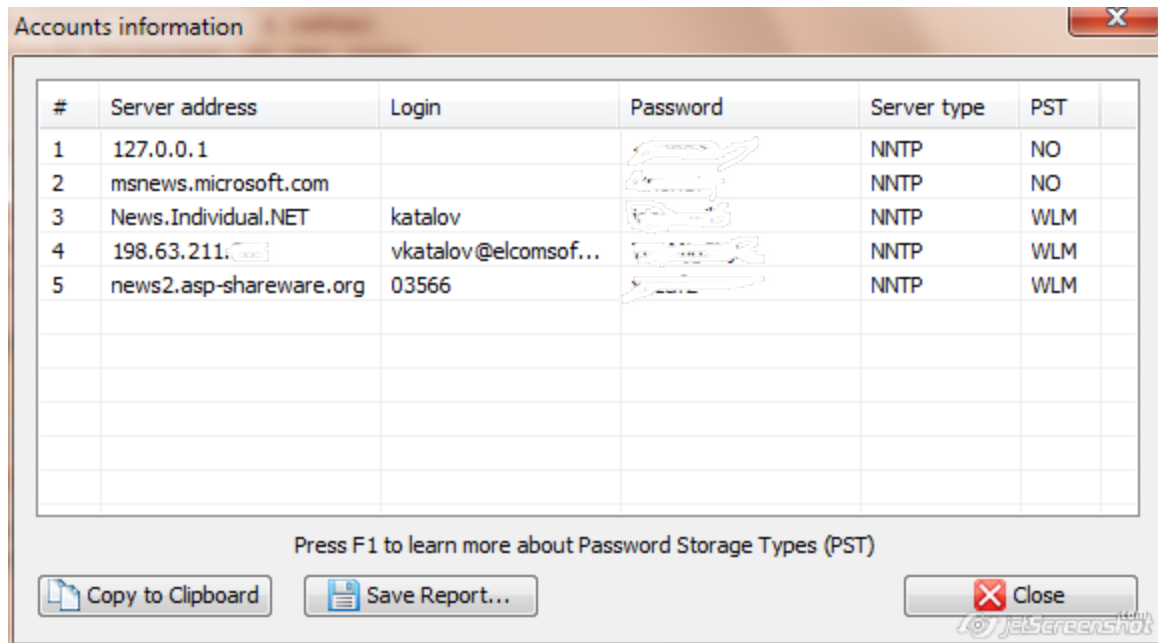 Accounts information
# Server address Login Password Server type PST
1 127.0.0.1 NNTP NO
2 msnews.microsoft.com NNTP NO
3 News.Individual.NET katalov NNTP WLM
4 198.63.211. vkatalov@elcomsof... NNTP WLM
5 news2.asp-shareware.org 03566 NNTP WLM
Press F1 to learn more about Password Storage Types (PST)
Copy to Clipboard Save Report... Close
jetScreenshot .com